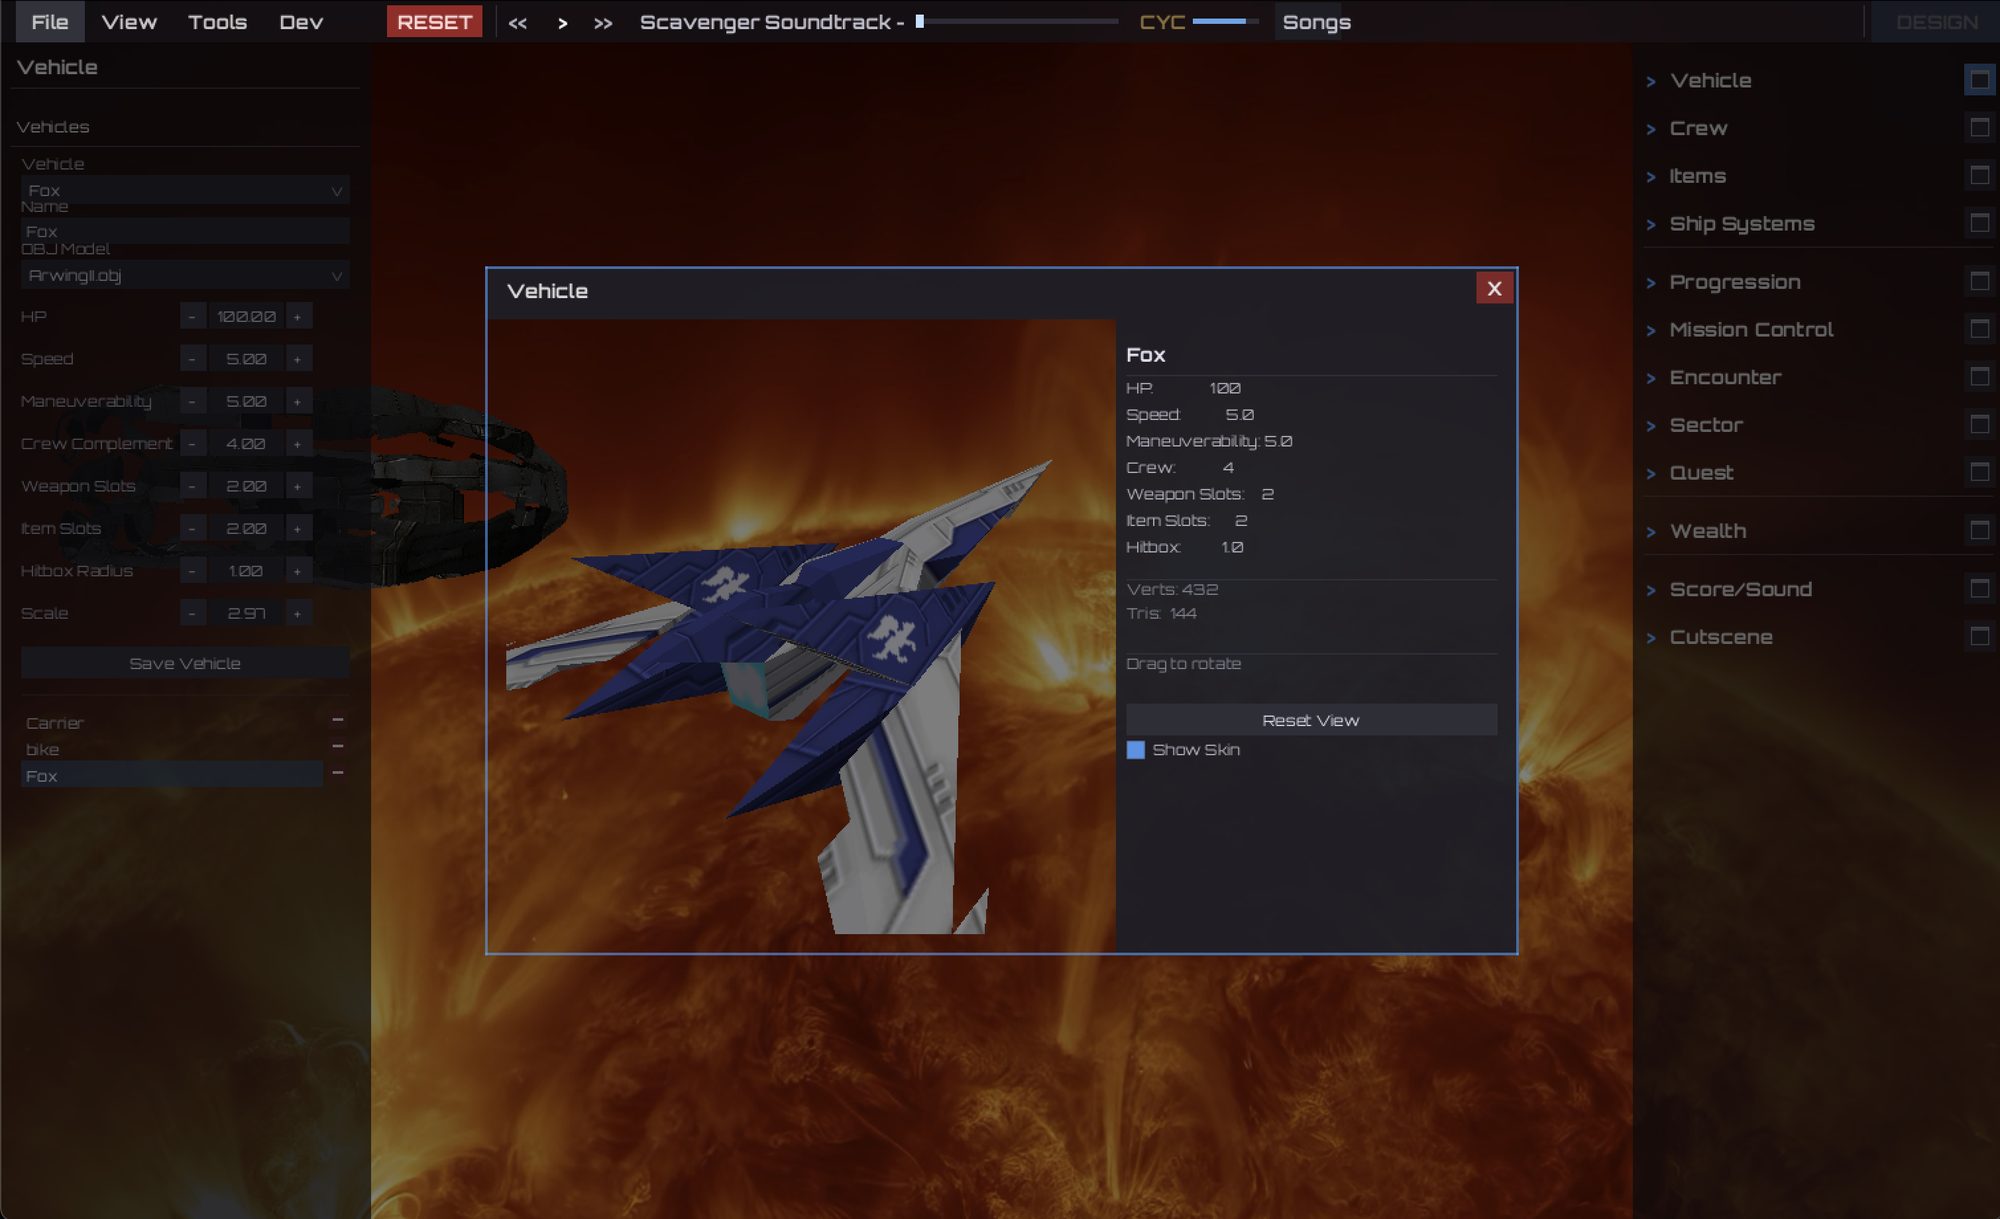 File View Tools Dev RESET << > >> Scavenger Soundtrack - CYC Songs DESIGN
Vehicle
Vehicles
Vehicle
Fox
Name
Fox
OBJ Model
ArwingII.obj
HP - 100.00 +
Speed - 5.00 +
Maneuverability - 5.00 +
Crew Complement - 4.00 +
Weapon Slots - 2.00 +
Item Slots - 2.00 +
Hitbox Radius - 1.00 +
Scale - 2.97 +
Save Vehicle
Carrier
bike
Fox
Vehicle X
Fox
HP: 100
Speed: 5.0
Maneuverability: 5.0
Crew: 4
Weapon Slots: 2
Item Slots: 2
Hitbox: 1.0
Verts: 432
Tris: 144
Drag to rotate
Reset View
Show Skin
> Vehicle
> Crew
> Items
> Ship Systems
> Progression
> Mission Control
> Encounter
> Sector
> Quest
> Wealth
> Score/Sound
> Cutscene